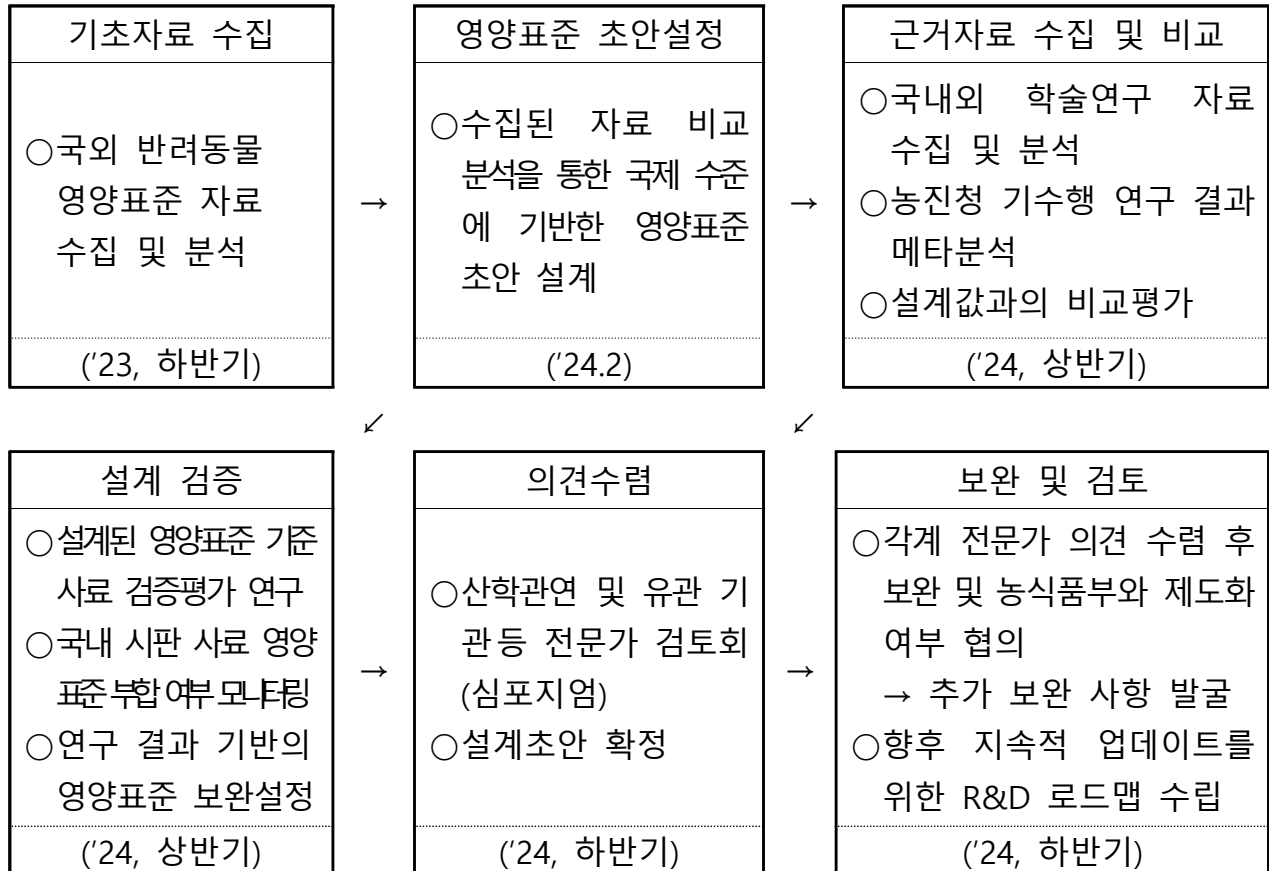 기초자료 수집
○국외 반려동물
영양표준 자료
수집 및 분석
('23, 하반기)
→
영양표준 초안설정
○수집된 자료 비교
분석을 통한 국제 수준
에 기반한 영양표준
초안 설계
('24.2)
→
근거자료 수집 및 비교
○국내외 학술연구 자료
수집 및 분석
○농진청 기수행 연구 결과
메타분석
○설계값과의 비교평가
('24, 상반기)
↙
↙
설계 검증
○설계된 영양표준 기준
사료 검증평가 연구
○국내 시판 사료 영양
표준 부합 여부 모니터링
○연구 결과 기반의
영양표준 보완설정
('24, 상반기)
→
의견수렴
○산학관연 및 유관 기
관등 전문가 검토회
(심포지엄)
○설계초안 확정
('24, 하반기)
→
보완 및 검토
○각계 전문가 의견 수렴 후
보완 및 농식품부와 제도화
여부 협의
→ 추가 보완 사항 발굴
○향후 지속적 업데이트를
위한 R&D 로드맵 수립
('24, 하반기)